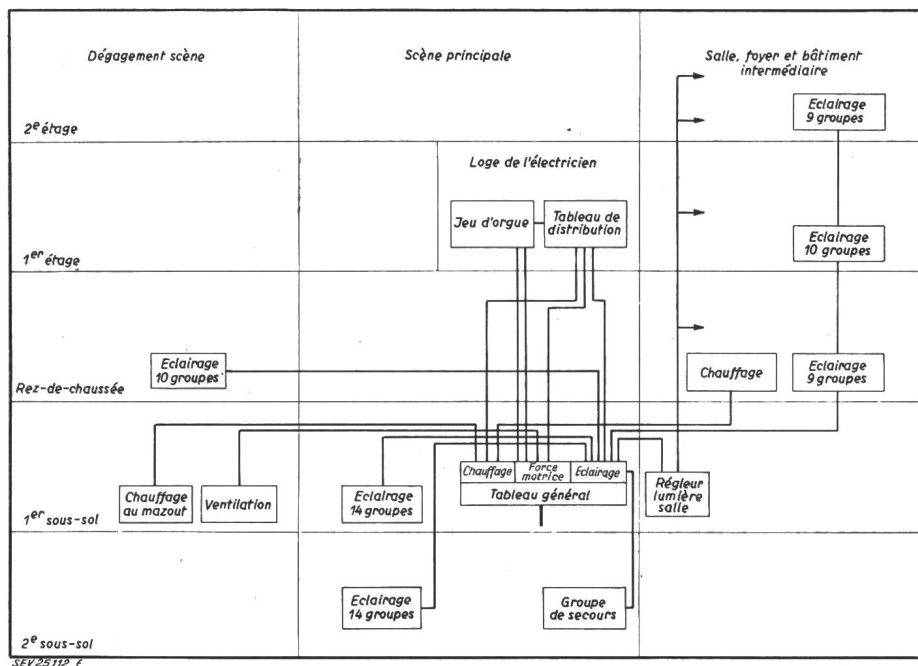 Dégagement scène
Scène principale
Salle, foyer et bâtiment
intermédiaire
Eclairage
9 groupes
2e étage
Loge de l'électricien
Jeu d'orgue
Tableau de
distribution
Eclairage
10 groupes
1er étage
Eclairage
10 groupes
Chauffage
Eclairage
9 groupes
Rez-de-chaussée
Chauffage
Force
motrice
Eclairage
Tableau général
Chauffage
au mazout
Ventilation
Eclairage
14 groupes
Régleur
lumière
salle
1er sous-sol
Eclairage
14 groupes
Groupe
de secours
2e sous-sol
SEV25112 f